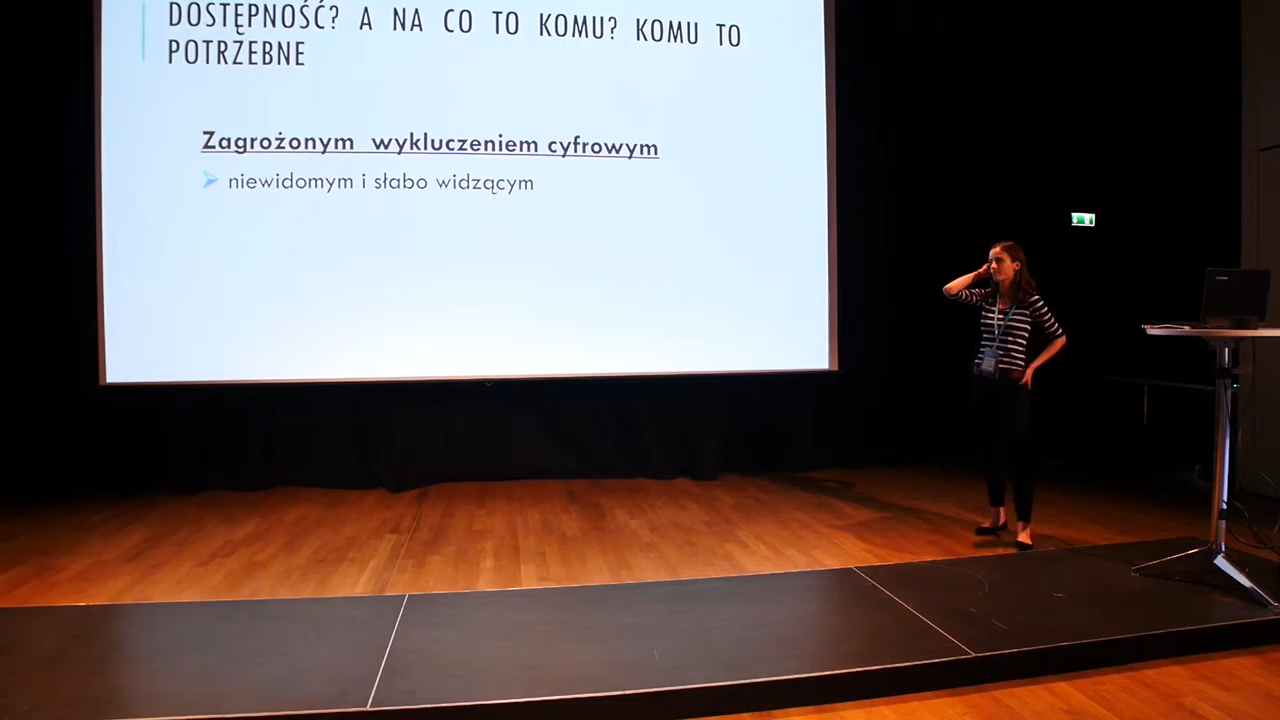 DOSTĘPNOŚĆ? A NA CO TO KOMU? KOMU TO
POTRZEBNE
Zagrożonym wykluczeniem cyfrowym
niewidomym i słabo widzącym